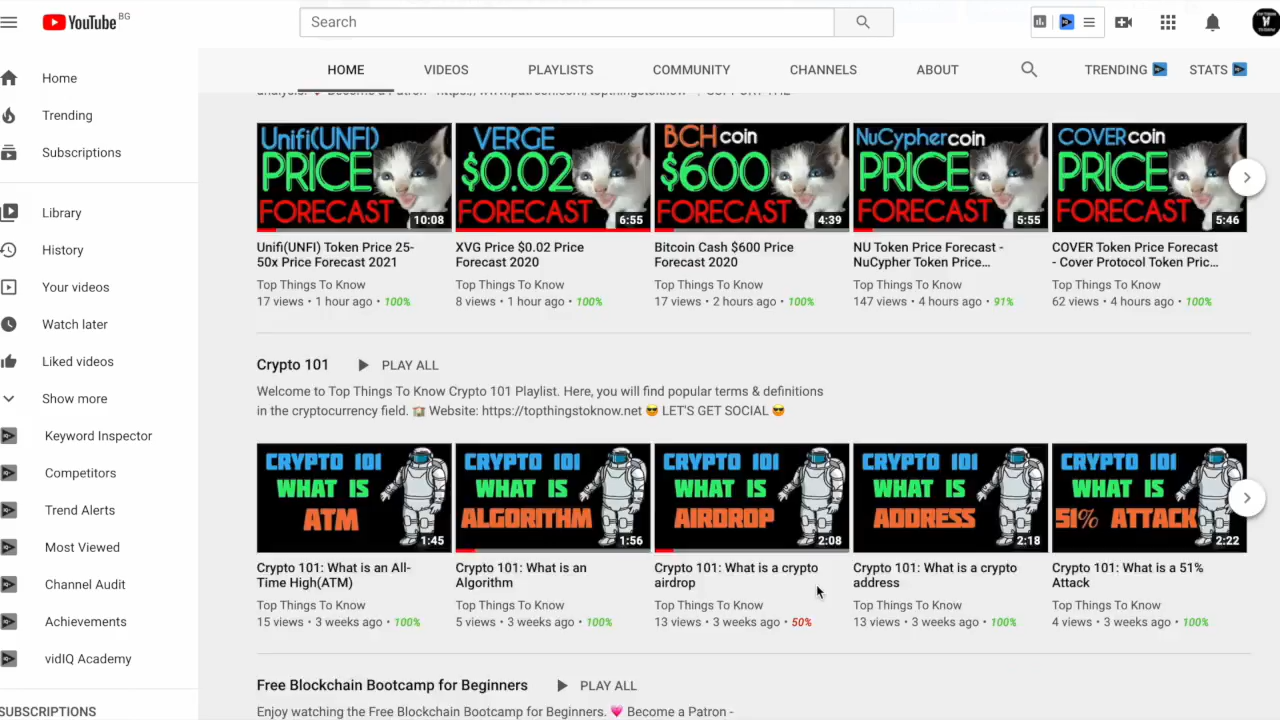 YouTube BG
Search
HOME VIDEOS PLAYLISTS COMMUNITY CHANNELS ABOUT TRENDING STATS
Home
Trending
Subscriptions
Library
History
Your videos
Watch later
Liked videos
Show more
Keyword Inspector
Competitors
Trend Alerts
Most Viewed
Channel Audit
Achievements
vidIQ Academy
SUBSCRIPTIONS
Unifi(UNFI)
PRICE
FORECAST
10:08
Unifi(UNFI) Token Price 25-
50x Price Forecast 2021
Top Things To Know
17 views • 1 hour ago • 100%
VERGE
$0.02
FORECAST
6:55
XVG Price $0.02 Price
Forecast 2020
Top Things To Know
8 views • 1 hour ago • 100%
BCH coin
$600
FORECAST
4:39
Bitcoin Cash $600 Price
Forecast 2020
Top Things To Know
17 views • 2 hours ago • 100%
NuCypher coin
PRICE
FORECAST
5:55
NU Token Price Forecast -
NuCypher Token Price...
Top Things To Know
147 views • 4 hours ago • 91%
COVER coin
PRICE
FORECAST
5:46
COVER Token Price Forecast
- Cover Protocol Token Pric...
Top Things To Know
62 views • 4 hours ago • 100%
Crypto 101 PLAY ALL
Welcome to Top Things To Know Crypto 101 Playlist. Here, you will find popular terms & definitions
in the cryptocurrency field. 🏫 Website: https://topthingstoknow.net 😎 LET'S GET SOCIAL 😎
CRYPTO 101
WHAT IS
ATM
1:45
Crypto 101: What is an All-
Time High(ATM)
Top Things To Know
15 views • 3 weeks ago • 100%
CRYPTO 101
WHAT IS
ALGORITHM
1:56
Crypto 101: What is an
Algorithm
Top Things To Know
5 views • 3 weeks ago • 100%
CRYPTO 101
WHAT IS
AIRDROP
2:08
Crypto 101: What is a crypto
airdrop
Top Things To Know
13 views • 3 weeks ago • 50%
CRYPTO 101
WHAT IS
ADDRESS
2:18
Crypto 101: What is a crypto
address
Top Things To Know
13 views • 3 weeks ago • 100%
CRYPTO 101
WHAT IS
51% ATTACK
2:22
Crypto 101: What is a 51%
Attack
Top Things To Know
4 views • 3 weeks ago • 100%
Free Blockchain Bootcamp for Beginners PLAY ALL
Enjoy watching the Free Blockchain Bootcamp for Beginners. 💗 Become a Patron -